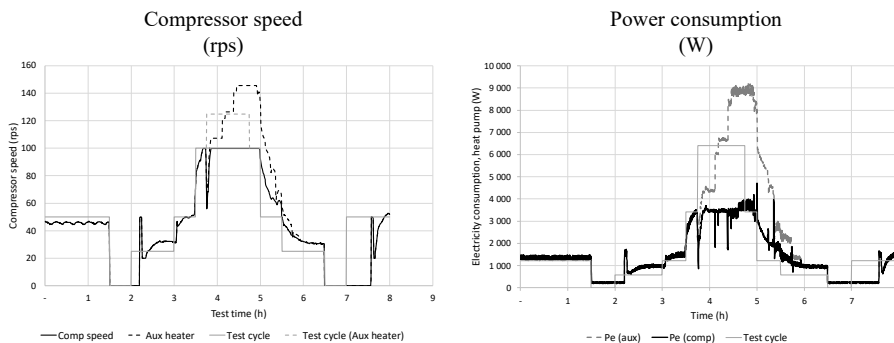 Compressor speed
(rps)
160
140
120
100
80
60
40
20
0
Compressor speed (rps)
- 1 2 3 4 5 6 7 8 9
Test time (h)
Comp speed Aux heater Test cycle Test cycle (Aux heater)
Power consumption
(W)
10 000
9 000
8 000
7 000
6 000
5 000
4 000
3 000
2 000
1 000
0
Electricity consumption, heat pump (W)
- 1 2 3 4 5 6 7
Time (h)
Pe (aux) Pe (comp) Test cycle